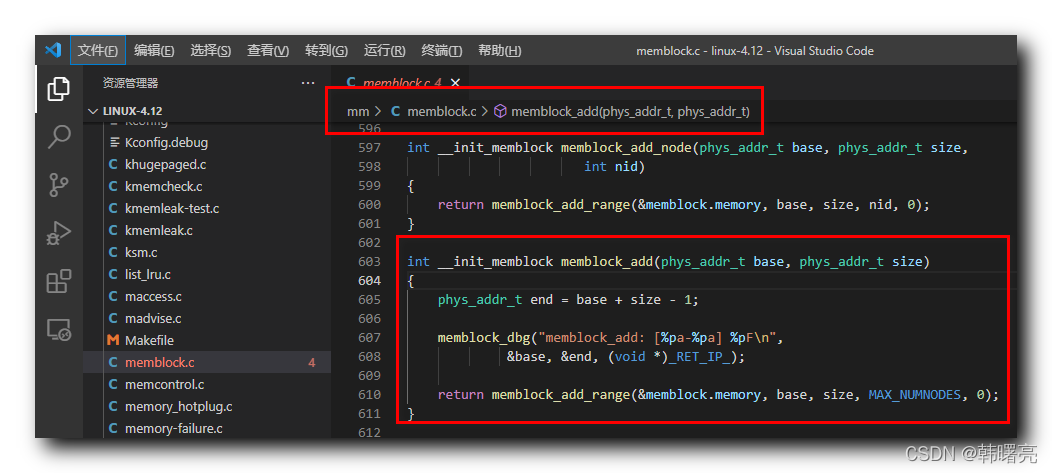 文件(F) 编辑(E) 选择(S) 查看(V) 转到(G) 运行(R) 终端(T) 帮助(H) memblock.c - linux-4.12 - Visual Studio Code
资源管理器 ···
LINUX-4.12
Kconfig
Kconfig.debug
khugepaged.c
kmemcheck.c
kmemleak-test.c
kmemleak.c
ksm.c
list_lru.c
maccess.c
madvise.c
Makefile
memblock.c 4
memcontrol.c
memory_hotplug.c
memory-failure.c
C memblock.c 4 ×
mm > C memblock.c > memblock_add(phys_addr_t, phys_addr_t)
596
597 int __init_memblock memblock_add_node(phys_addr_t base, phys_addr_t size,
598 int nid)
599 {
600 return memblock_add_range(&memblock.memory, base, size, nid, 0);
601 }
602
603 int __init_memblock memblock_add(phys_addr_t base, phys_addr_t size)
604 {
605 phys_addr_t end = base + size - 1;
606
607 memblock_dbg("memblock_add: [%pa-%pa] %pF\n",
608 &base, &end, (void *)_RET_IP_);
609
610 return memblock_add_range(&memblock.memory, base, size, MAX_NUMNODES, 0);
611 }
612
CSDN @韩曙亮